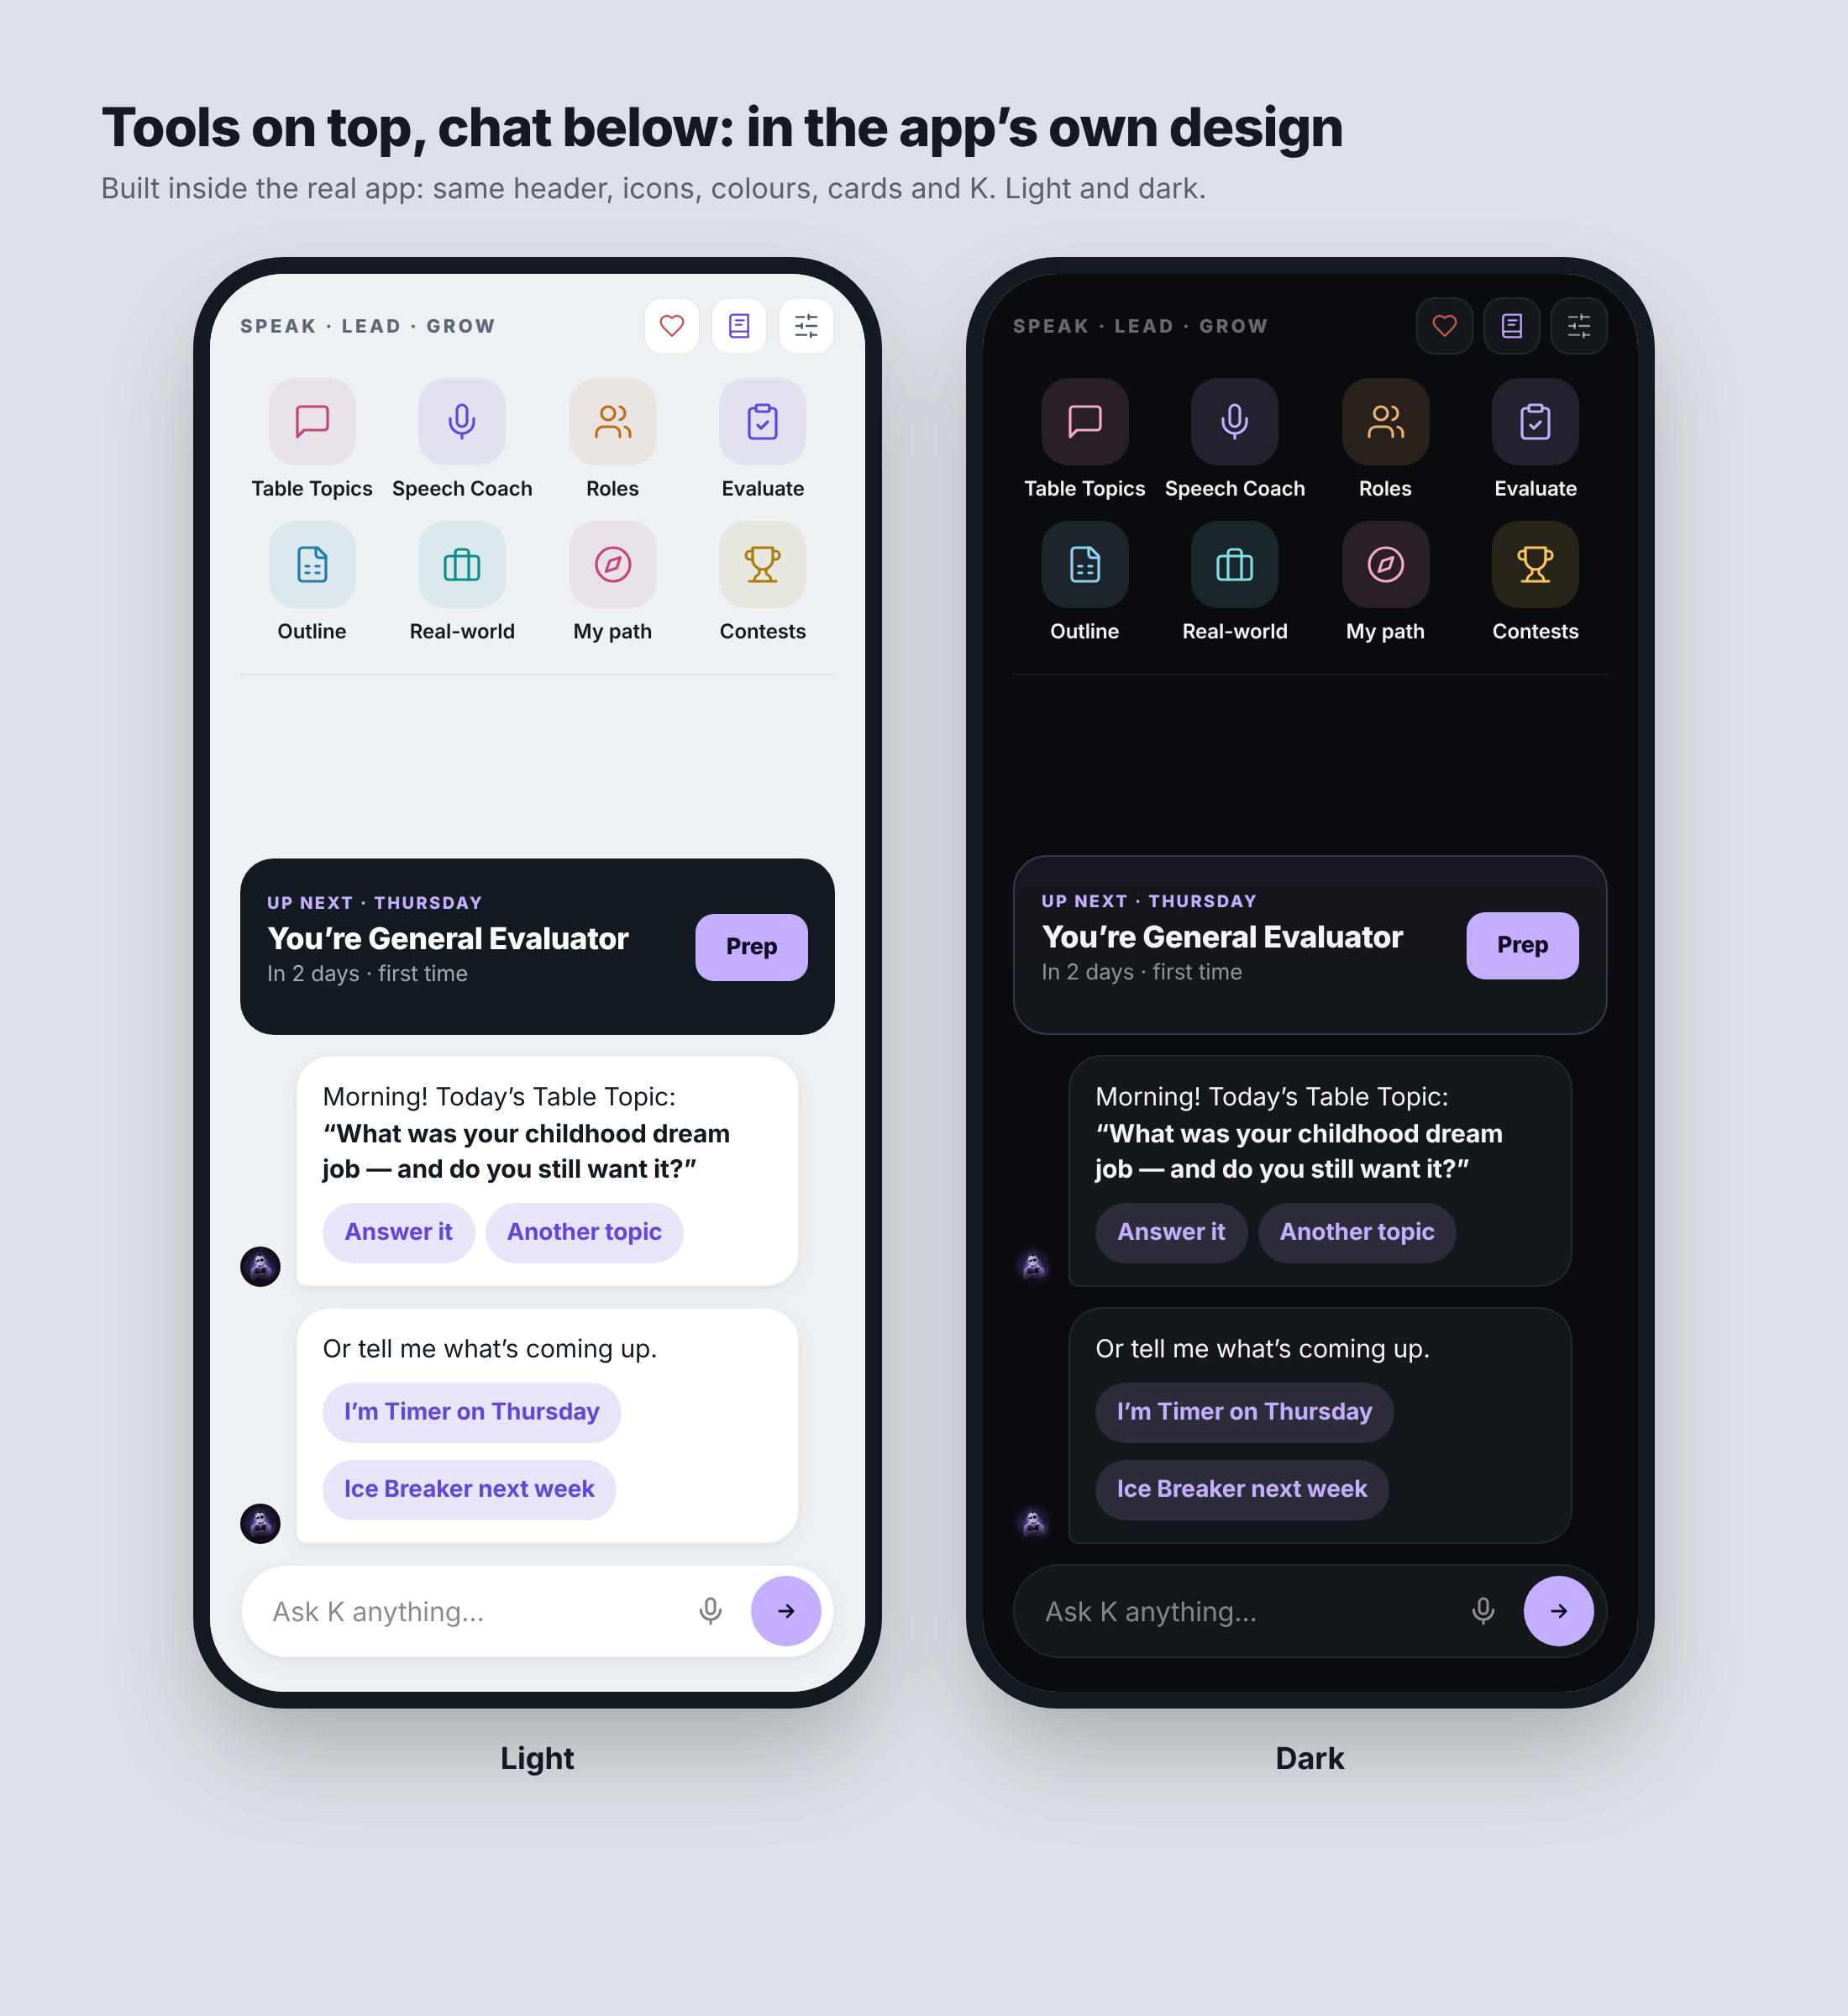 Tools on top, chat below: in the app’s own design
Built inside the real app: same header, icons, colours, cards and K. Light and dark.
SPEAK · LEAD · GROW
Table Topics
Speech Coach
Roles
Evaluate
Outline
Real-world
My path
Contests
UP NEXT · THURSDAY
You’re General Evaluator
In 2 days · first time
Prep
Morning! Today’s Table Topic:
“What was your childhood dream
job — and do you still want it?”
Answer it
Another topic
Or tell me what’s coming up.
I’m Timer on Thursday
Ice Breaker next week
Ask K anything...
Light
SPEAK · LEAD · GROW
Table Topics
Speech Coach
Roles
Evaluate
Outline
Real-world
My path
Contests
UP NEXT · THURSDAY
You’re General Evaluator
In 2 days · first time
Prep
Morning! Today’s Table Topic:
“What was your childhood dream
job — and do you still want it?”
Answer it
Another topic
Or tell me what’s coming up.
I’m Timer on Thursday
Ice Breaker next week
Ask K anything...
Dark